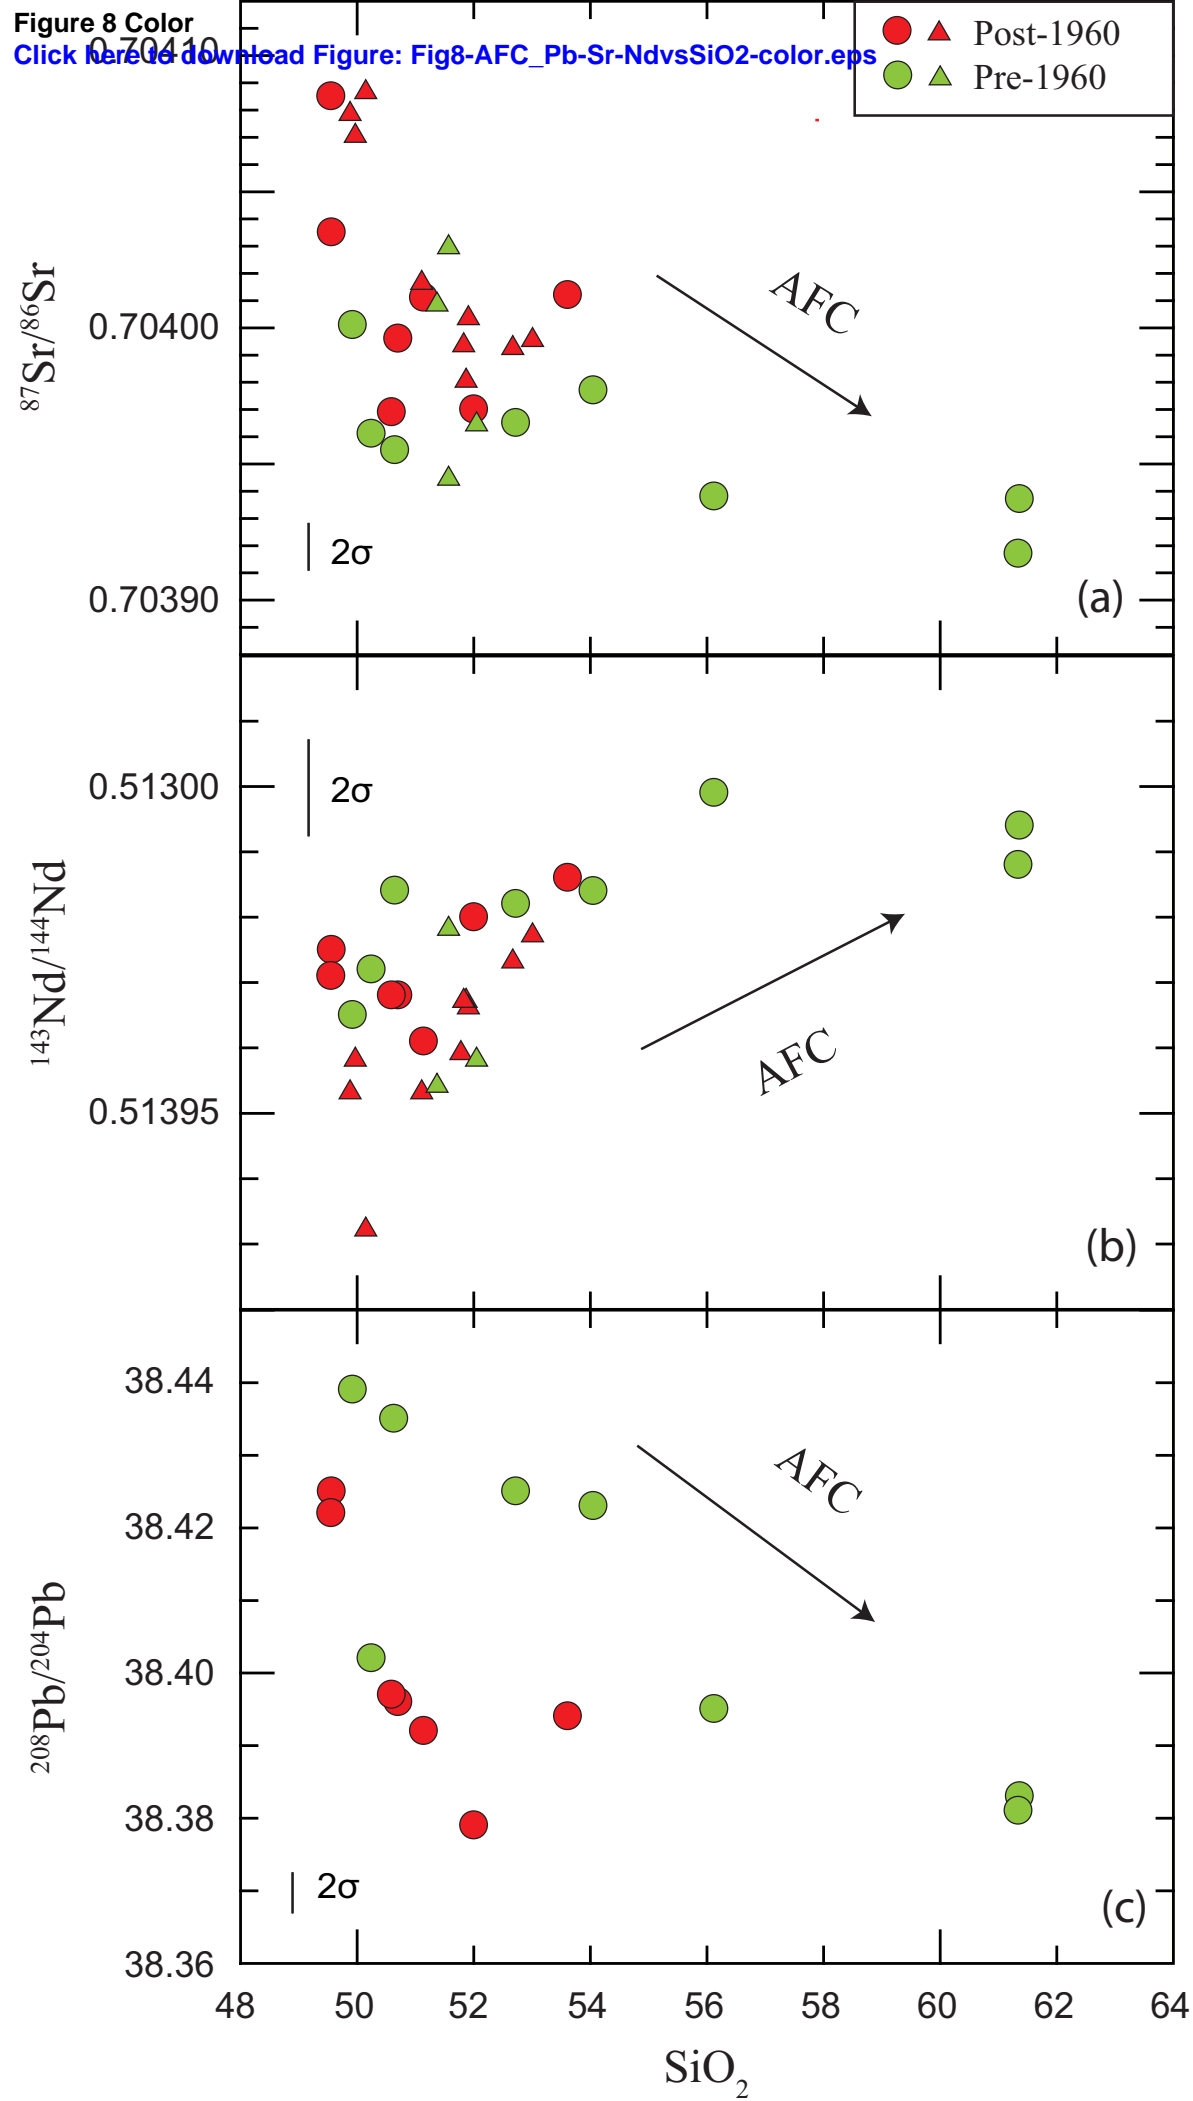 Figure 8 Color
Click here to download Figure: Fig8-AFC_Pb-Sr-NdvsSiO2-color.eps
Post-1960
Pre-1960
0.70410
0.70400
0.70390
⁸⁷Sr/⁸⁶Sr
AFC
2σ
(a)
0.51300
0.51395
¹⁴³Nd/¹⁴⁴Nd
2σ
AFC
(b)
38.44
38.42
38.40
38.38
38.36
²⁰⁸Pb/²⁰⁴Pb
AFC
2σ
(c)
48 50 52 54 56 58 60 62 64
SiO₂